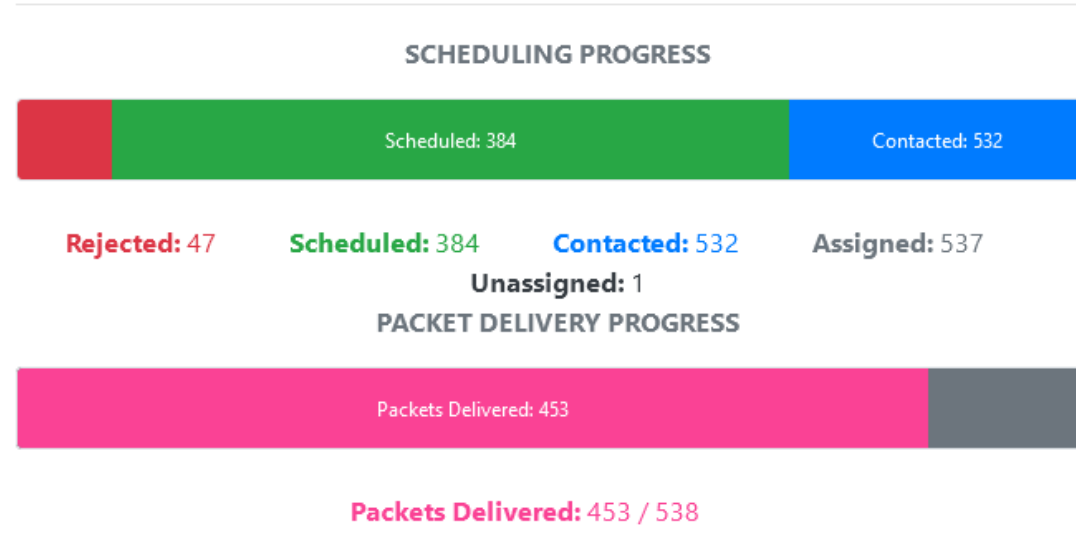 SCHEDULING PROGRESS
Scheduled: 384 Contacted: 532
Rejected: 47 Scheduled: 384 Contacted: 532 Assigned: 537
Unassigned: 1
PACKET DELIVERY PROGRESS
Packets Delivered: 453
Packets Delivered: 453 / 538